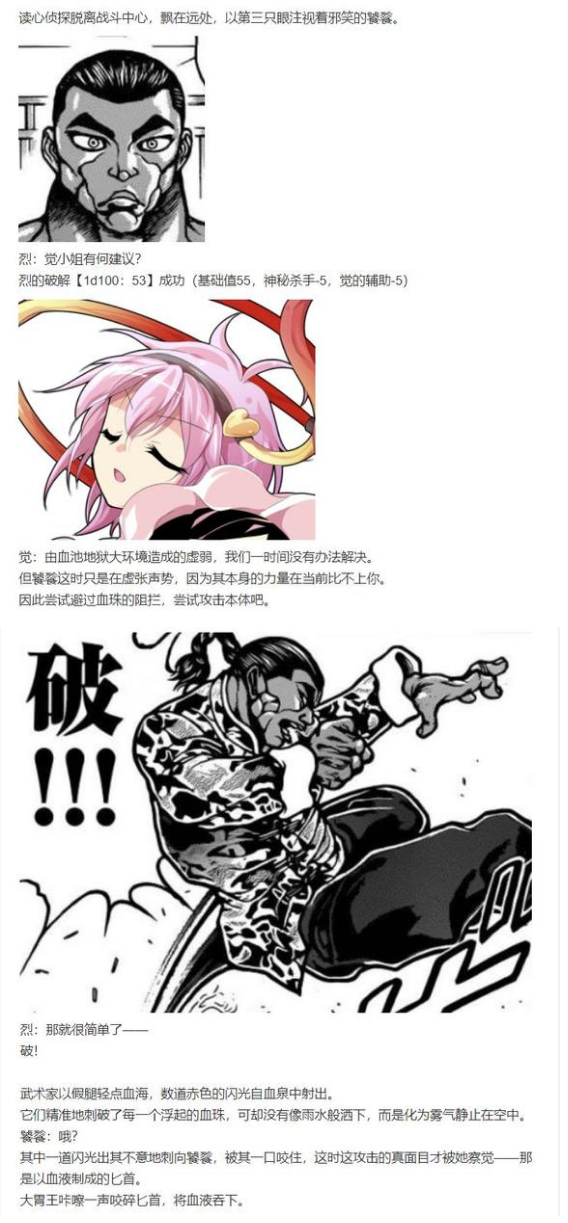 读心侦探脱离战斗中心，飘在远处，以第三只眼注视着邪笑的饕餮。
烈：觉小姐有何建议？
烈的破解【1d100：53】成功（基础值55，神秘杀手-5，觉的辅助-5）
觉：由血池地狱大环境造成的虚弱，我们一时间没有办法解决。
但饕餮这时只是在虚张声势，因为其本身的力量在当前比不上你。
因此尝试避过血珠的阻拦，尝试攻击本体吧。
破
!!!
烈：那就很简单了——
破！
武术家以假腿轻点血海，数道赤色的闪光自血泉中射出。
它们精准地刺破了每一个浮起的血珠，可却没有像雨水般洒下，而是化为雾气静止在空中。
饕餮：哦？
其中一道闪光出其不意地刺向饕餮，被其一口咬住，这时这攻击的真面目才被她察觉——那
是以血液制成的匕首。
大胃王咔嚓一声咬碎匕首，将血液吞下。